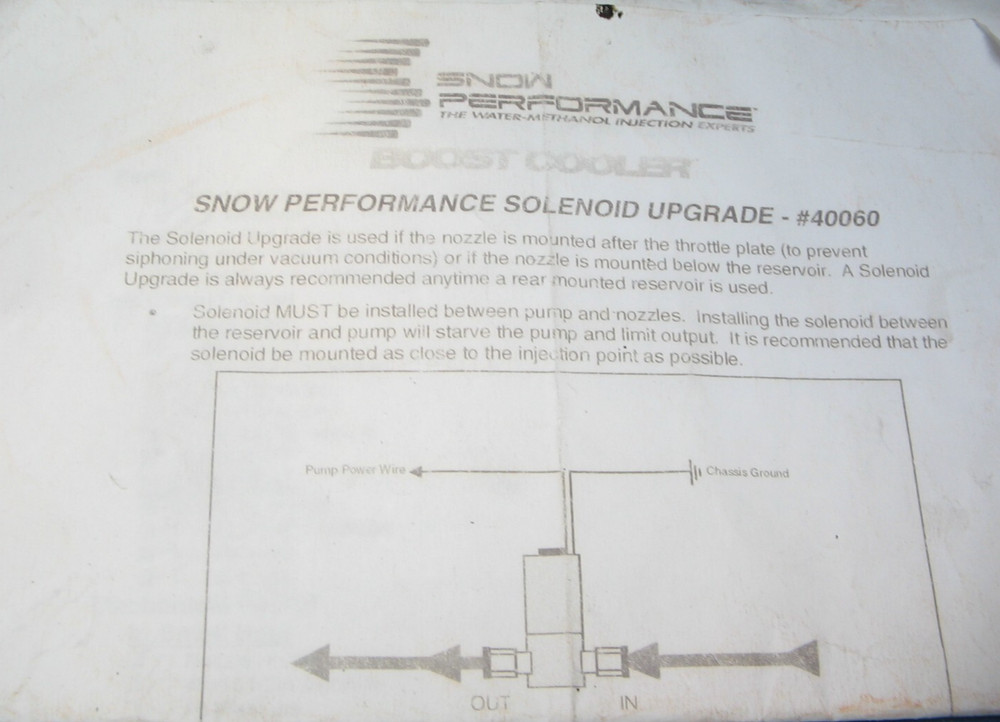 SNOW
PERFORMANCE
THE WATER-METHANOL INJECTION EXPERTS
BOOST COOLER
SNOW PERFORMANCE SOLENOID UPGRADE - #40060
The Solenoid Upgrade is used if the nozzle is mounted after the throttle plate (to prevent
siphoning under vacuum conditions) or if the nozzle is mounted below the reservoir. A Solenoid
Upgrade is always recommended anytime a rear mounted reservoir is used.
• Solenoid MUST be installed between pump and nozzles. Installing the solenoid between
the reservoir and pump will starve the pump and limit output. It is recommended that the
solenoid be mounted as close to the injection point as possible.
Pump Power Wire
Chassis Ground
OUT
IN